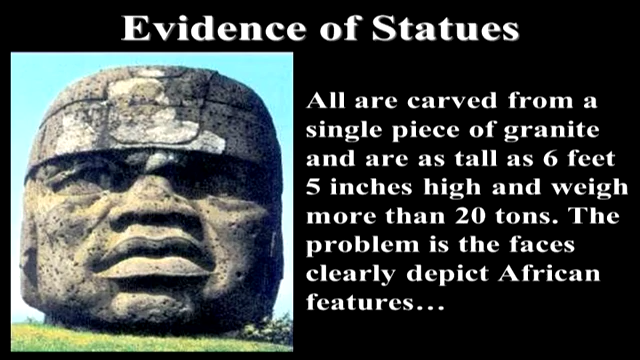 Evidence of Statues
All are carved from a
single piece of granite
and are as tall as 6 feet
5 inches high and weigh
more than 20 tons. The
problem is the faces
clearly depict African
features...